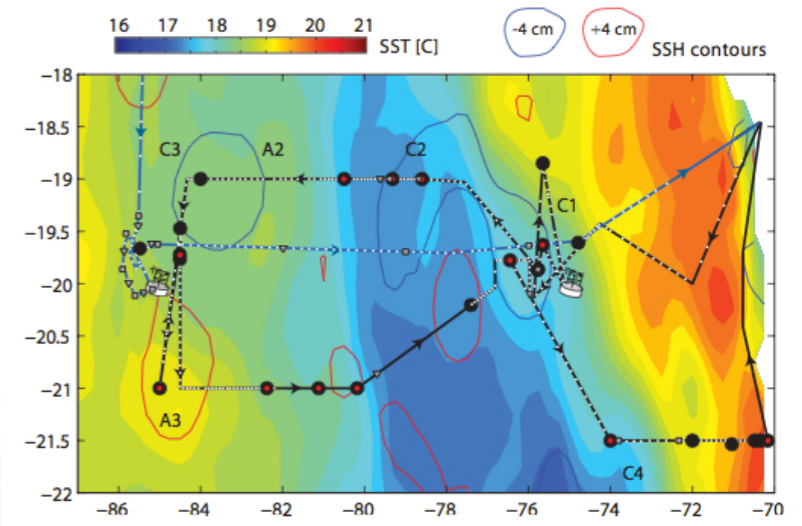 16 17 18 19 20 21
SST [C]
-4 cm
+4 cm
SSH contours
−18
−18.5
−19
−19.5
−20
−20.5
−21
−21.5
−22
C3
A2
C2
C1
A3
C4
−86 −84 −82 −80 −78 −76 −74 −72 −70